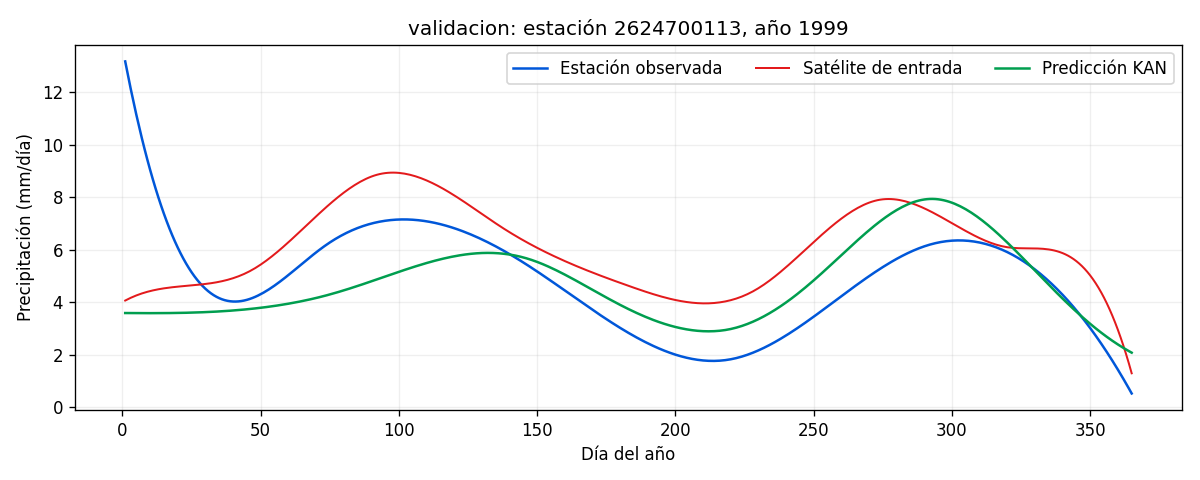 validacion: estación 2624700113, año 1999
Estación observada
Satélite de entrada
Predicción KAN
Precipitación (mm/día)
12
10
8
6
4
2
0
0 50 100 150 200 250 300 350
Día del año